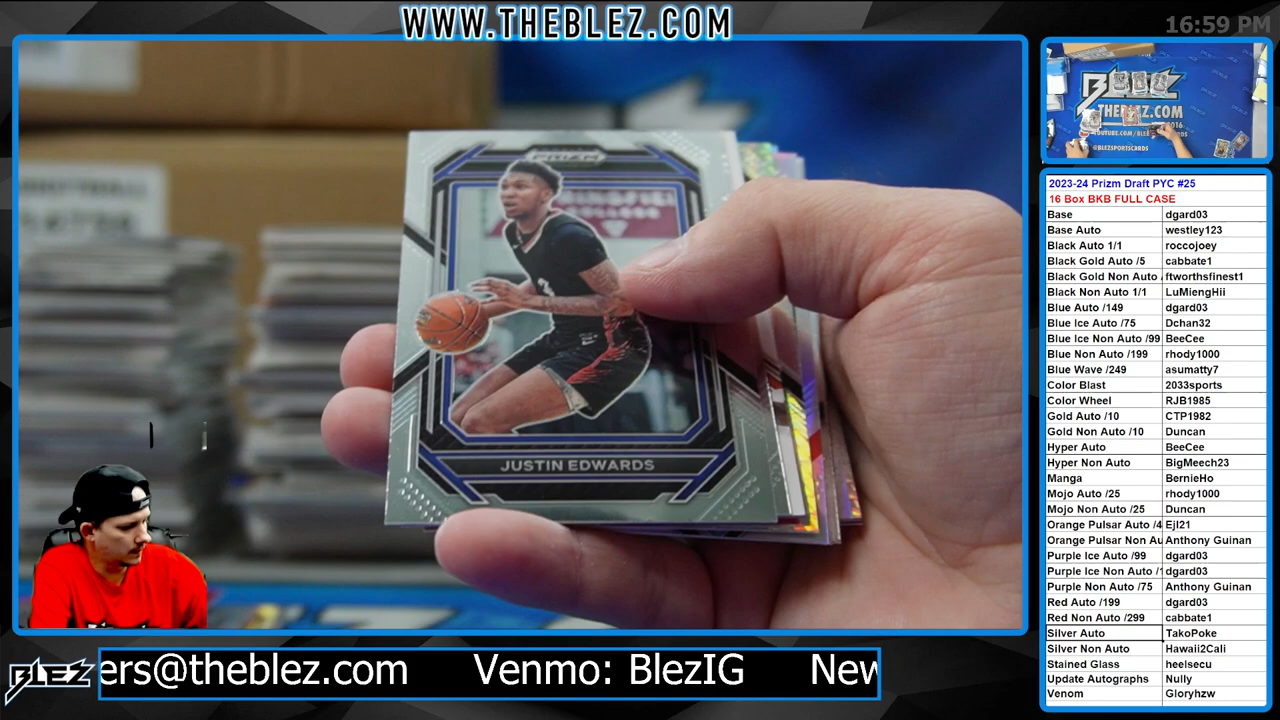 WWW.THEBLEZ.COM
16:59 PM
PRIZM
JUSTIN EDWARDS
BLEZ
THEBLEZ.COM
@BLEZSPORTSCARDS
2023-24 Prizm Draft PYC #25
16 Box BKB FULL CASE
Base dgard03
Base Auto westley123
Black Auto 1/1 roccojoey
Black Gold Auto /5 cabbate1
Black Gold Non Auto ftworthsfinest1
Black Non Auto 1/1 LuMiengHii
Blue Auto /149 dgard03
Blue Ice Auto /75 Dchan32
Blue Ice Non Auto /99 BeeCee
Blue Non Auto /199 rhody1000
Blue Wave /249 asumatty7
Color Blast 2033sports
Color Wheel RJB1985
Gold Auto /10 CTP1982
Gold Non Auto /10 Duncan
Hyper Auto BeeCee
Hyper Non Auto BigMeech23
Manga BernieHo
Mojo Auto /25 rhody1000
Mojo Non Auto /25 Duncan
Orange Pulsar Auto /4 Ejl21
Orange Pulsar Non Au Anthony Guinan
Purple Ice Auto /99 dgard03
Purple Ice Non Auto /1 dgard03
Purple Non Auto /75 Anthony Guinan
Red Auto /199 dgard03
Red Non Auto /299 cabbate1
Silver Auto TakoPoke
Silver Non Auto Hawaii2Cali
Stained Glass heeisecu
Update Autographs Nully
Venom Gloryhzw
BLEZ
ers@theblez.com Venmo: BlezIG New